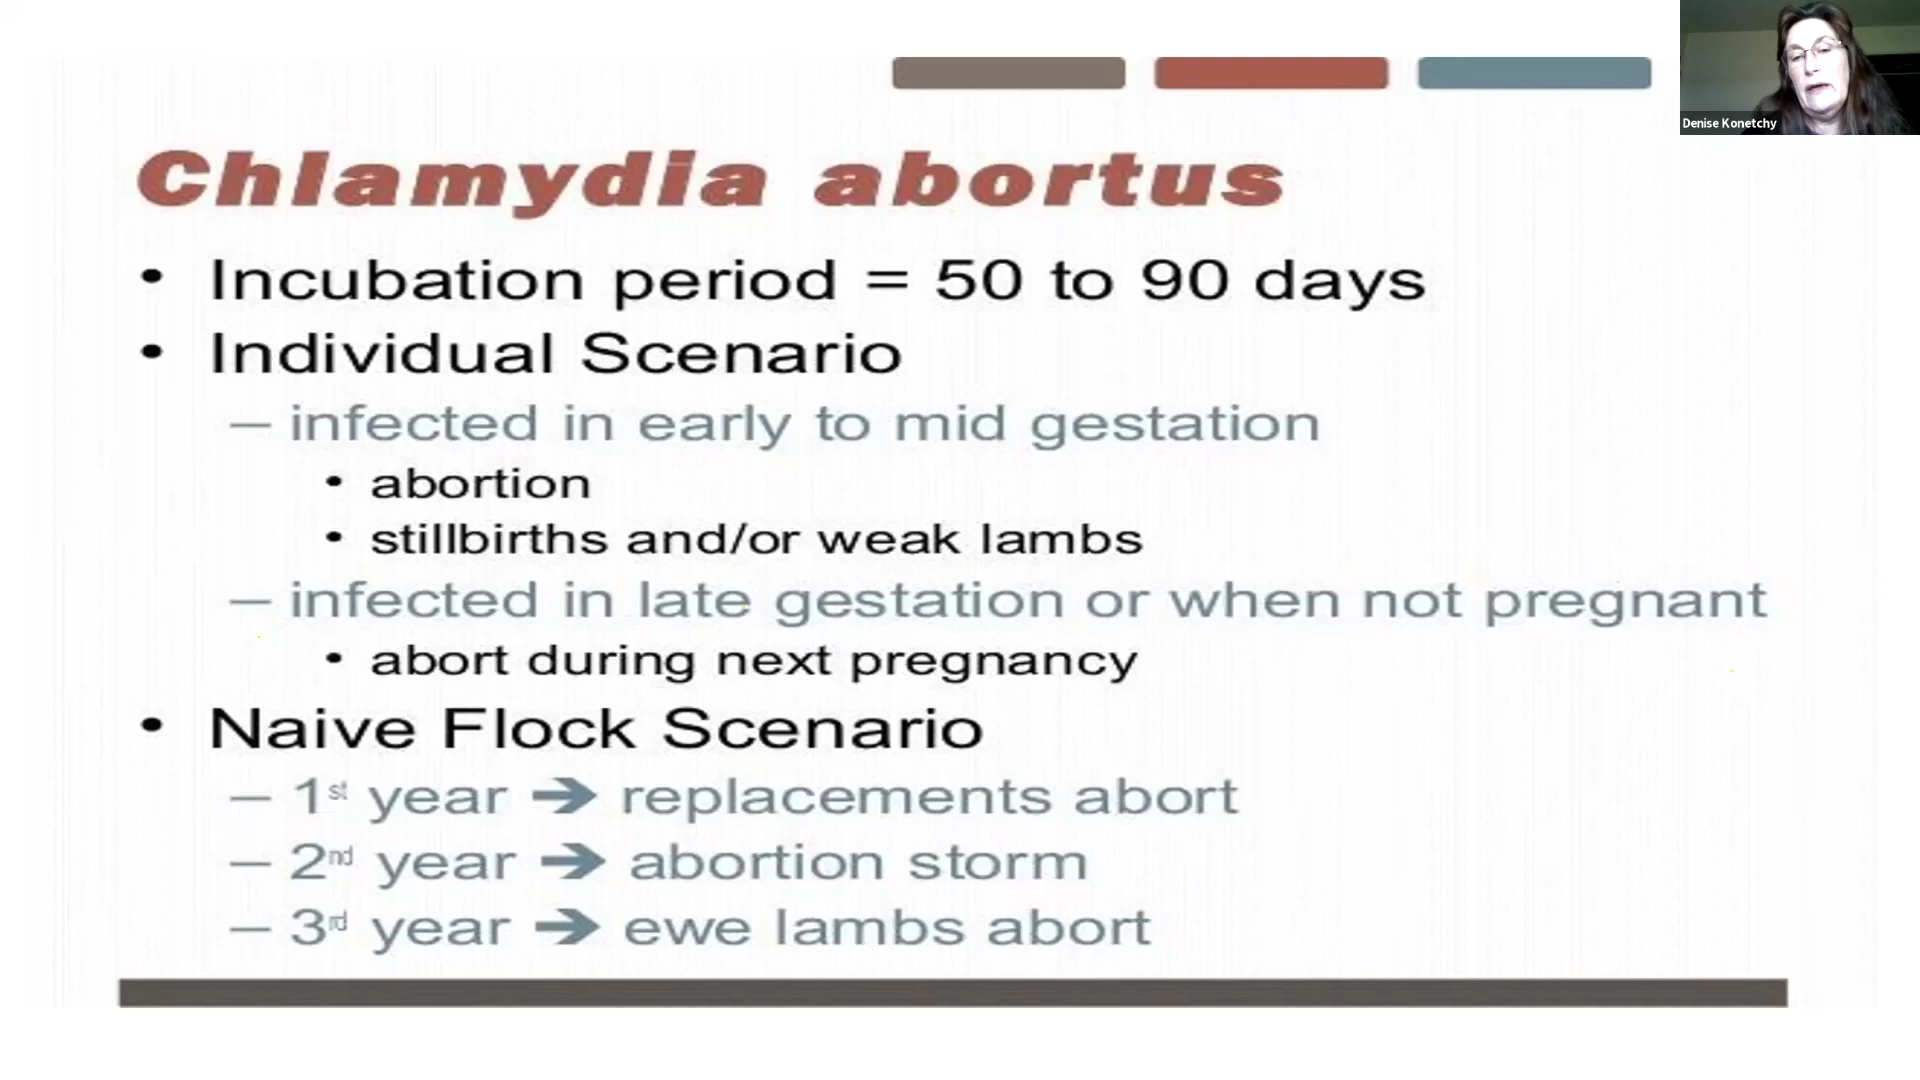 Denise Konetchy
Chlamydia abortus
• Incubation period = 50 to 90 days
• Individual Scenario
– infected in early to mid gestation
• abortion
• stillbirths and/or weak lambs
– infected in late gestation or when not pregnant
• abort during next pregnancy
• Naive Flock Scenario
– 1st year ➔ replacements abort
– 2nd year ➔ abortion storm
– 3rd year ➔ ewe lambs abort